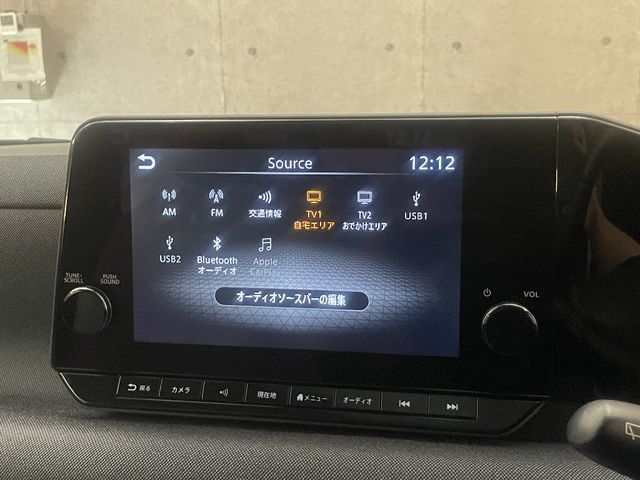 Source
12:12
AM
FM
交通情報
TV1
自宅エリア
TV2
おでかけエリア
USB1
USB2
Bluetooth
オーディオ
Apple
CarPlay
オーディオソースバーの編集
TUNE・
SCROLL
PUSH
SOUND
VOL
戻る
カメラ
現在地
メニュー
オーディオ